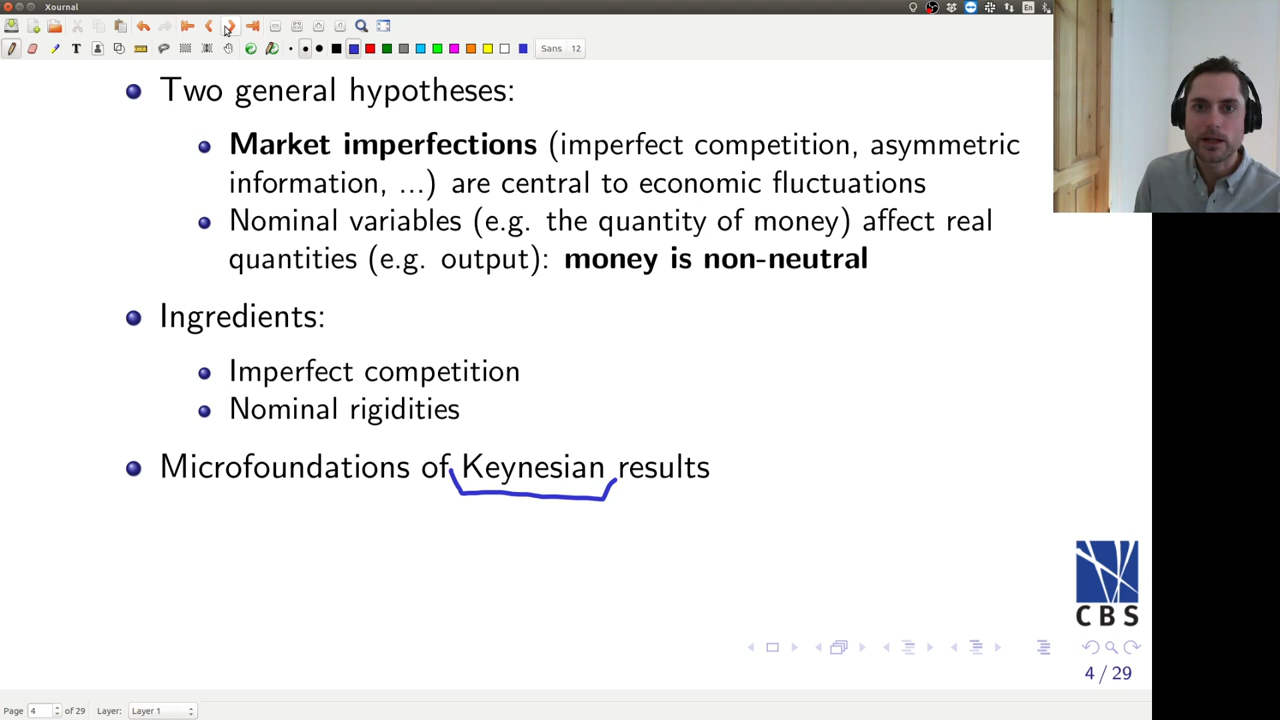 Xournal
En
Sans 12
Two general hypotheses:
Market imperfections (imperfect competition, asymmetric
information, ...) are central to economic fluctuations
Nominal variables (e.g. the quantity of money) affect real
quantities (e.g. output): money is non-neutral
Ingredients:
Imperfect competition
Nominal rigidities
Microfoundations of Keynesian results
CBS
4 / 29
Page 4 of 29 Layer: Layer 1